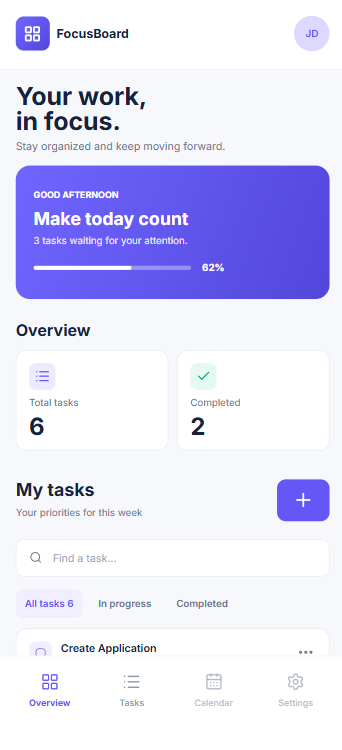 FocusBoard
JD
Your work,
in focus.
Stay organized and keep moving forward.
GOOD AFTERNOON
Make today count
3 tasks waiting for your attention.
62%
Overview
Total tasks
6
Completed
2
My tasks
Your priorities for this week
Find a task...
All tasks 6
In progress
Completed
Create Application
Overview
Tasks
Calendar
Settings